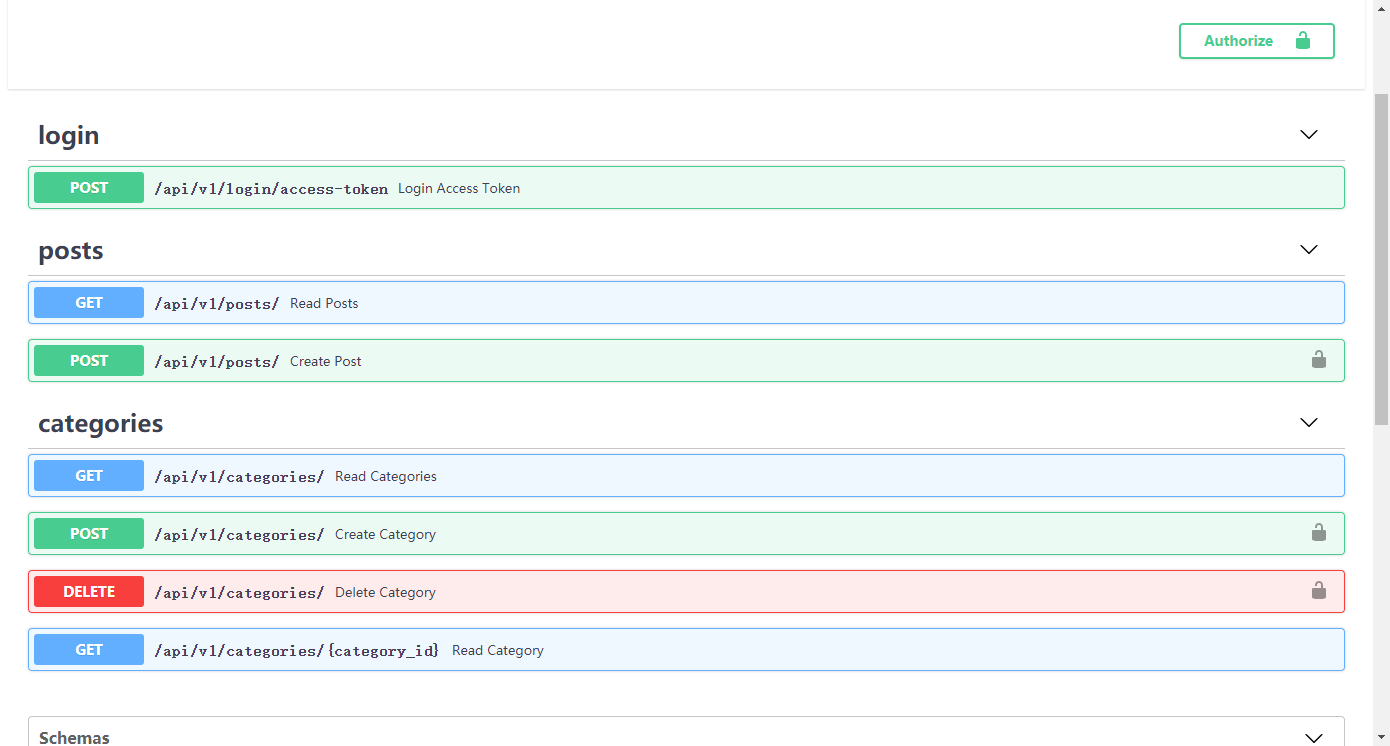 Authorize
login
POST /api/v1/login/access-token Login Access Token
posts
GET /api/v1/posts/ Read Posts
POST /api/v1/posts/ Create Post
categories
GET /api/v1/categories/ Read Categories
POST /api/v1/categories/ Create Category
DELETE /api/v1/categories/ Delete Category
GET /api/v1/categories/{category_id} Read Category
Schemas